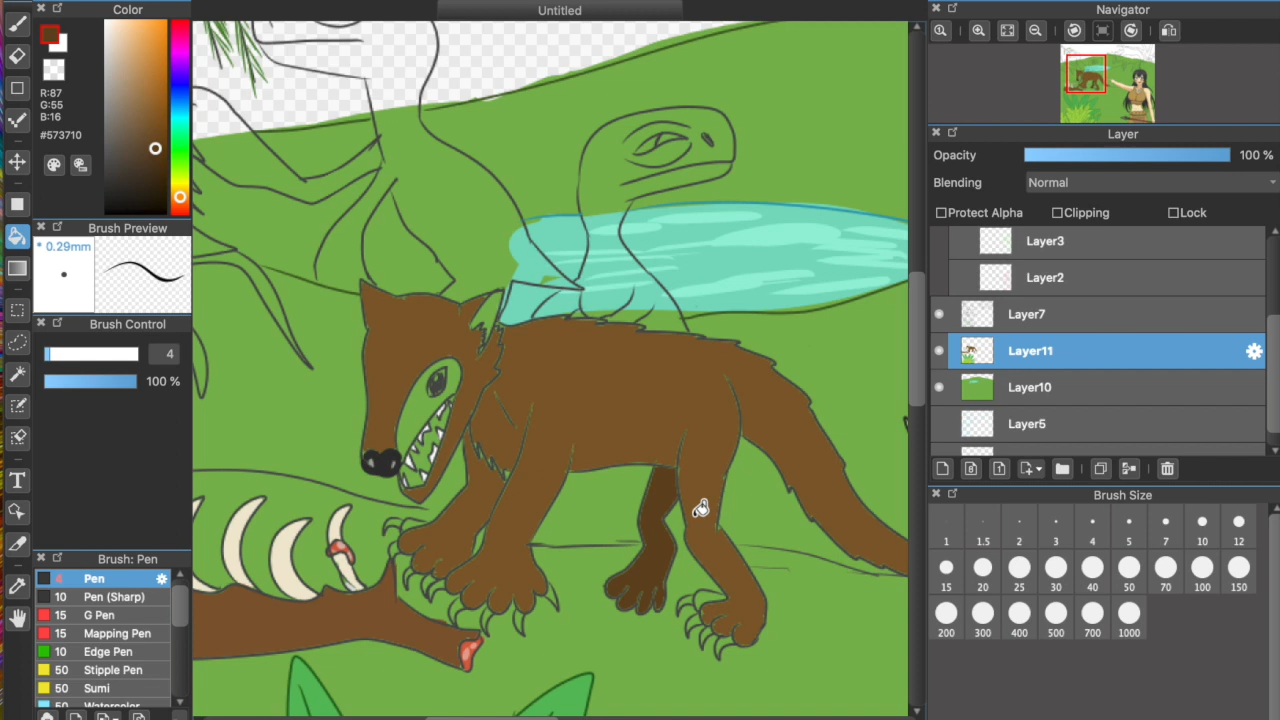 Untitled
Color
R:87
G:55
B:16
#573710
Brush Preview
* 0.29mm
Brush Control
4
100 %
Brush: Pen
4 Pen
10 Pen (Sharp)
15 G Pen
15 Mapping Pen
10 Edge Pen
50 Stipple Pen
50 Sumi
Watercolor
Navigator
Layer
Opacity 100 %
Blending Normal
Protect Alpha Clipping Lock
Layer3
Layer2
Layer7
Layer11
Layer10
Layer5
Brush Size
1 1.5 2 3 4 5 7 10 12
15 20 25 30 40 50 70 100 150
200 300 400 500 700 1000
T